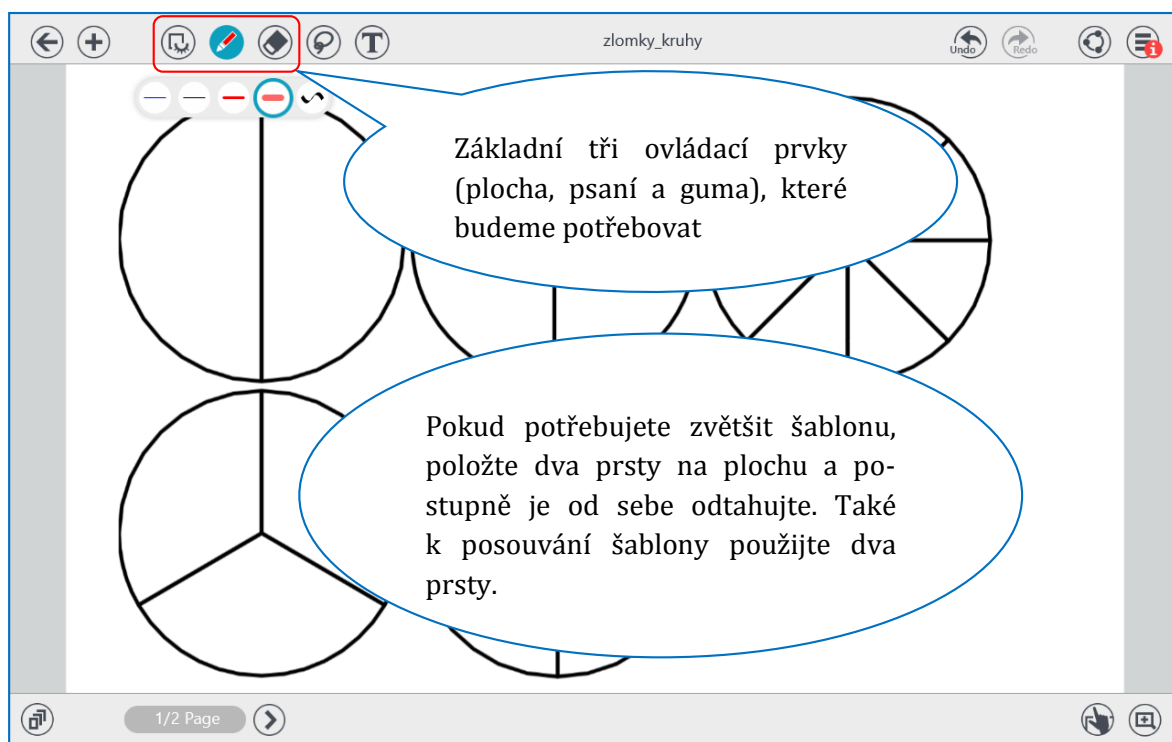 zlomky_kruhy
Undo
Redo
Základní tři ovládací prvky
(plocha, psaní a guma), které
budeme potřebovat
Pokud potřebujete zvětšit šablonu,
položte dva prsty na plochu a po-
stupně je od sebe odtahujte. Také
k posouvání šablony použijte dva
prsty.
1/2 Page